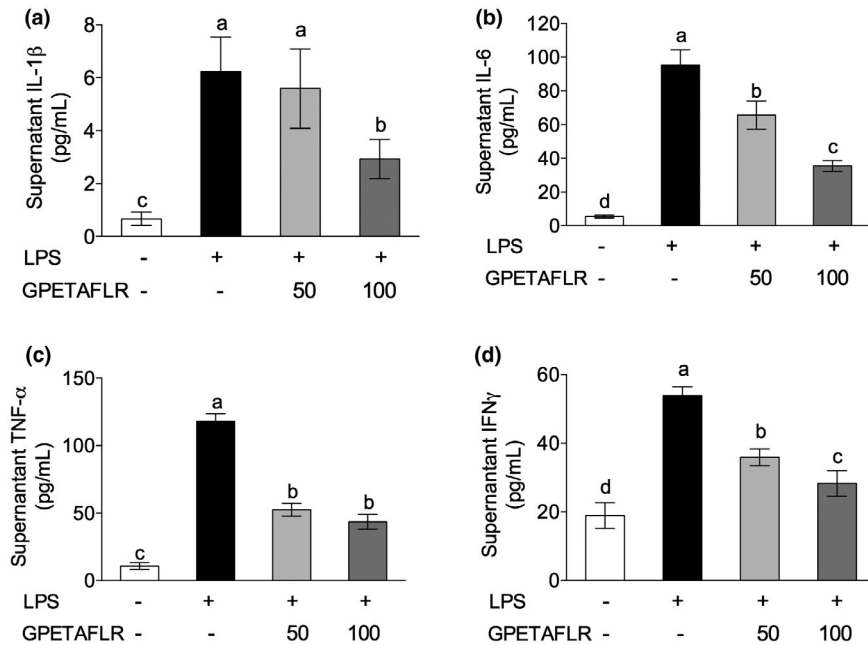 (a)
Supernatant IL-1β
(pg/mL)
8
6
4
2
0
c
a
a
b
LPS - + + +
GPETAFLR - - 50 100
(b)
Supernatant IL-6
(pg/mL)
120
100
80
60
40
20
0
d
a
b
c
LPS - + + +
GPETAFLR - - 50 100
(c)
Supernantant TNF-α
(pg/mL)
150
100
50
0
c
a
b
b
LPS - + + +
GPETAFLR - - 50 100
(d)
Supernantant IFNγ
(pg/mL)
60
40
20
0
d
a
b
c
LPS - + + +
GPETAFLR - - 50 100